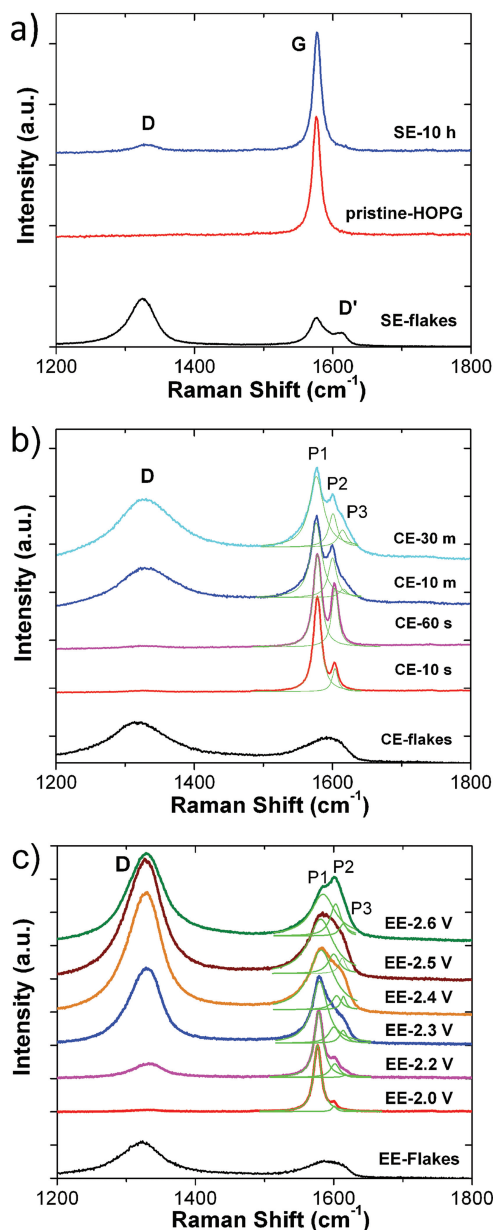 a)
G
D
SE-10 h
pristine-HOPG
D'
SE-flakes
Intensity (a.u.)
1200 1400 1600 1800
Raman Shift (cm⁻¹)
b)
P1
D
P2
P3
CE-30 m
CE-10 m
CE-60 s
CE-10 s
CE-flakes
Intensity (a.u.)
1200 1400 1600 1800
Raman Shift (cm⁻¹)
c)
D
P1
P2
P3
EE-2.6 V
EE-2.5 V
EE-2.4 V
EE-2.3 V
EE-2.2 V
EE-2.0 V
EE-Flakes
Intensity (a.u.)
1200 1400 1600 1800
Raman Shift (cm⁻¹)